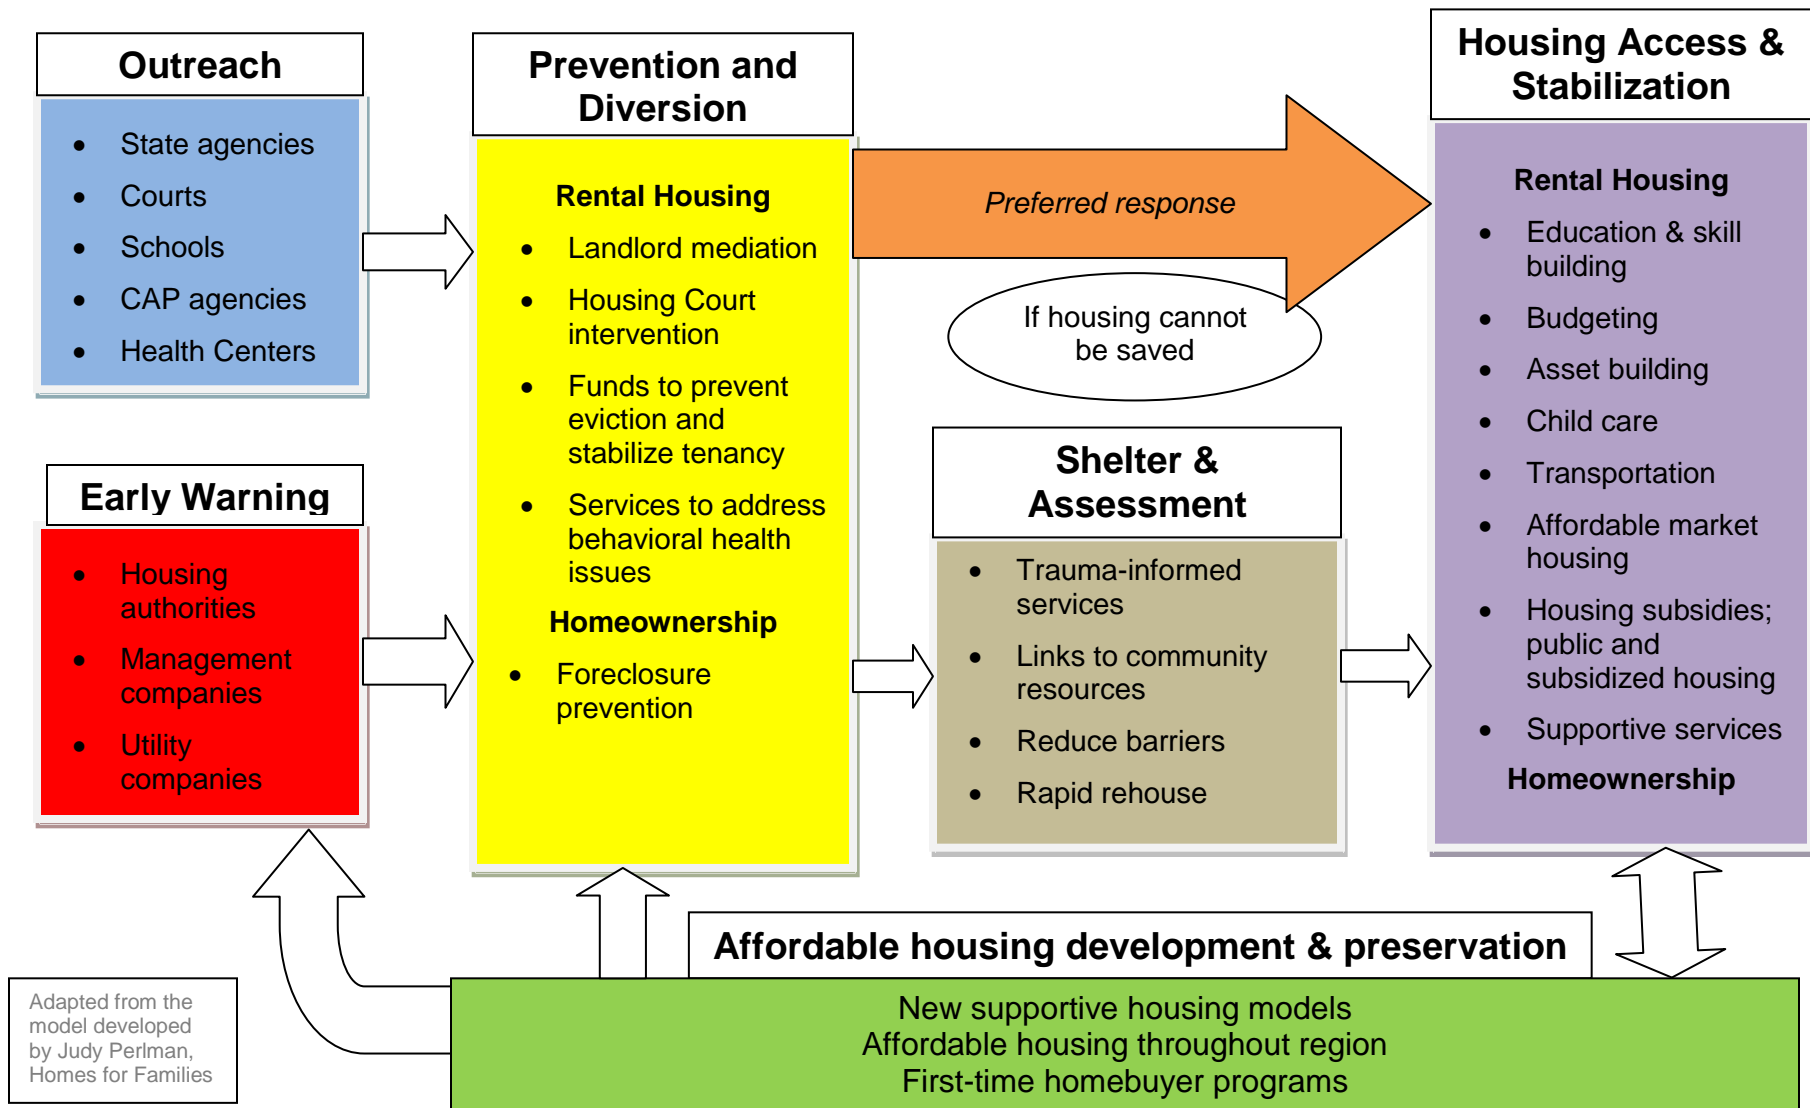 Outreach
• State agencies
• Courts
• Schools
• CAP agencies
• Health Centers
Early Warning
• Housing
authorities
• Management
companies
• Utility
companies
Prevention and
Diversion
Rental Housing
• Landlord mediation
• Housing Court
intervention
• Funds to prevent
eviction and
stabilize tenancy
• Services to address
behavioral health
issues
Homeownership
• Foreclosure
prevention
Preferred response
If housing cannot
be saved
Shelter &
Assessment
• Trauma-informed
services
• Links to community
resources
• Reduce barriers
• Rapid rehouse
Housing Access &
Stabilization
Rental Housing
• Education & skill
building
• Budgeting
• Asset building
• Child care
• Transportation
• Affordable market
housing
• Housing subsidies;
public and
subsidized housing
• Supportive services
Homeownership
Affordable housing development & preservation
New supportive housing models
Affordable housing throughout region
First-time homebuyer programs
Adapted from the
model developed
by Judy Perlman,
Homes for Families